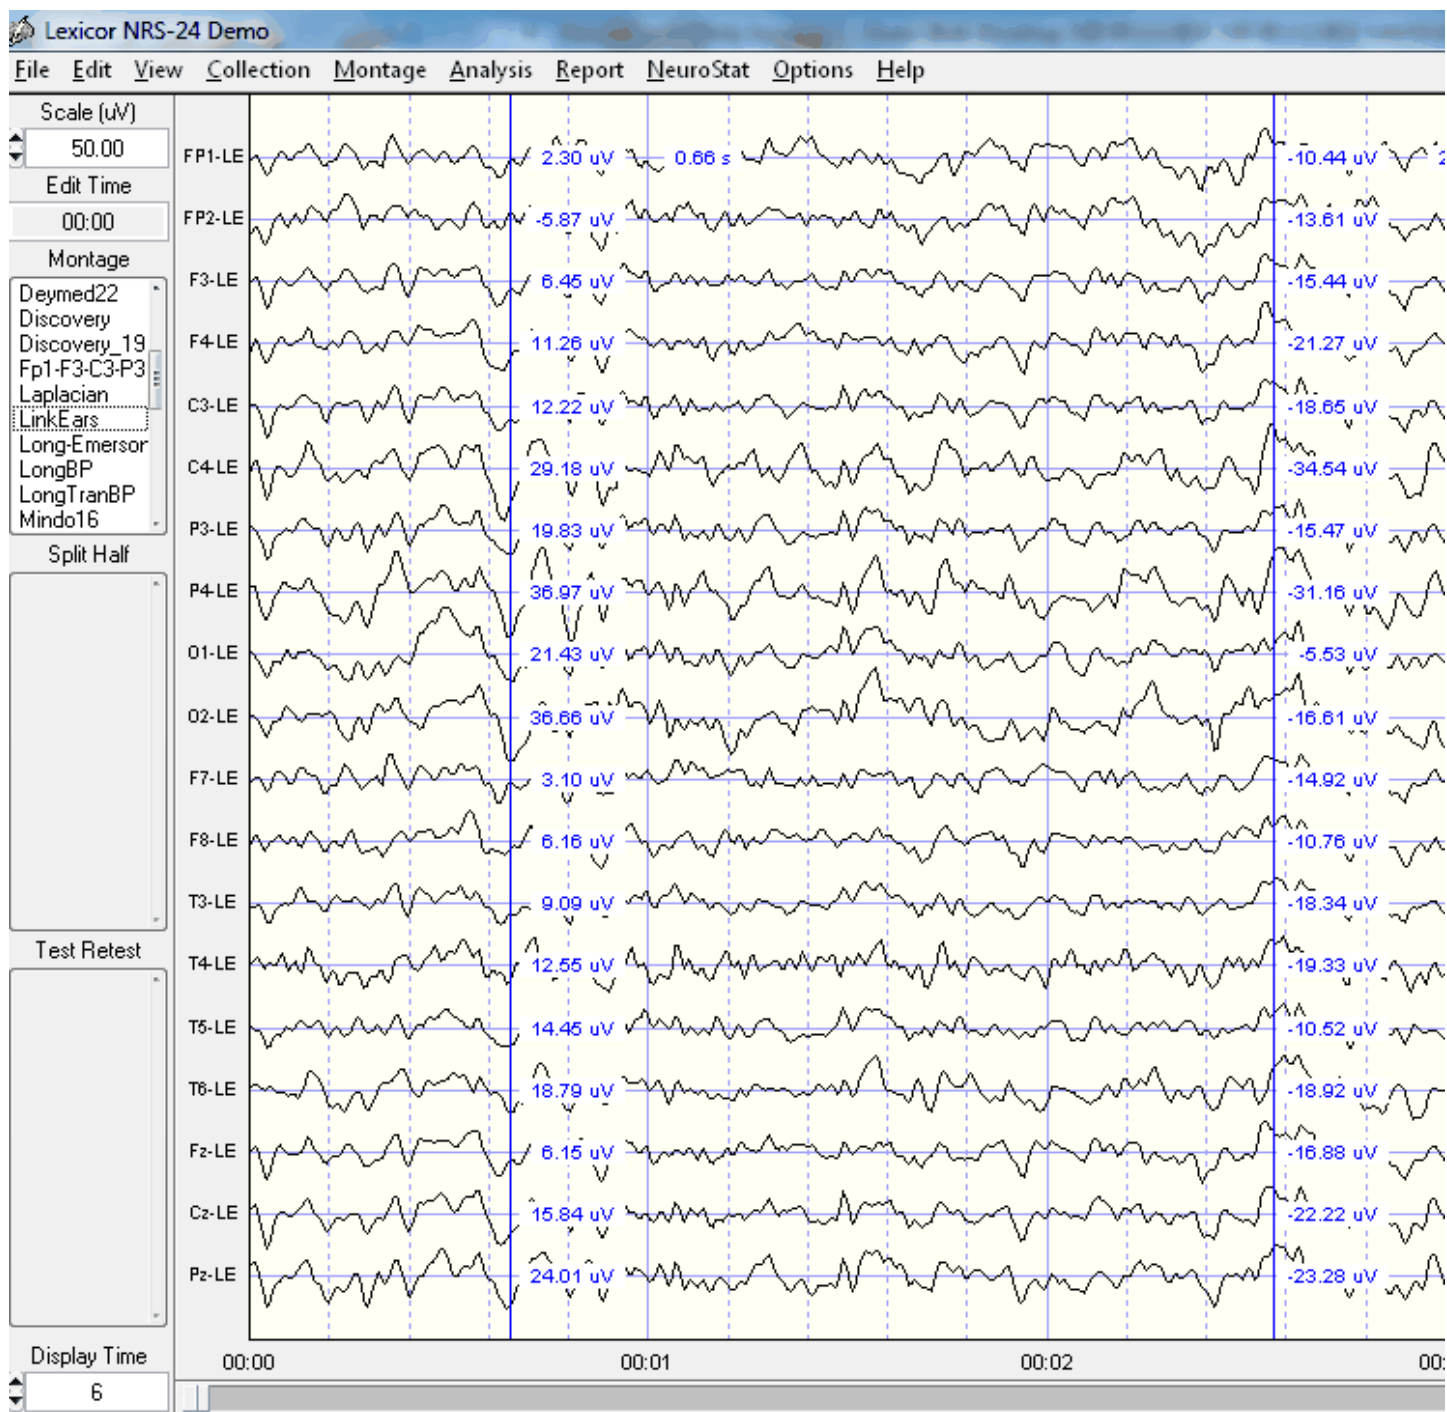 Lexicor NRS-24 Demo
File Edit View Collection Montage Analysis Report NeuroStat Options Help
Scale (uV)
50.00
Edit Time
00:00
Montage
Deymed22
Discovery
Discovery_19
Fp1-F3-C3-P3
Laplacian
LinkEars
Long-Emerson
LongBP
LongTranBP
Mindo16
Split Half
Test Retest
Display Time
6
FP1-LE 2.30 uV 0.66 s -10.44 uV 2
FP2-LE -5.87 uV -13.61 uV
F3-LE 6.45 uV -15.44 uV
F4-LE 11.26 uV -21.27 uV
C3-LE 12.22 uV -18.65 uV
C4-LE 29.18 uV -34.54 uV
P3-LE 19.83 uV -15.47 uV
P4-LE 36.97 uV -31.16 uV
O1-LE 21.43 uV -5.53 uV
O2-LE 36.66 uV -16.61 uV
F7-LE 3.10 uV -14.92 uV
F8-LE 6.16 uV -10.76 uV
T3-LE 9.09 uV -18.34 uV
T4-LE 12.55 uV -19.33 uV
T5-LE 14.45 uV -10.52 uV
T6-LE 18.79 uV -18.92 uV
Fz-LE 6.15 uV -16.88 uV
Cz-LE 15.84 uV -22.22 uV
Pz-LE 24.01 uV -23.28 uV
00:00 00:01 00:02 00: